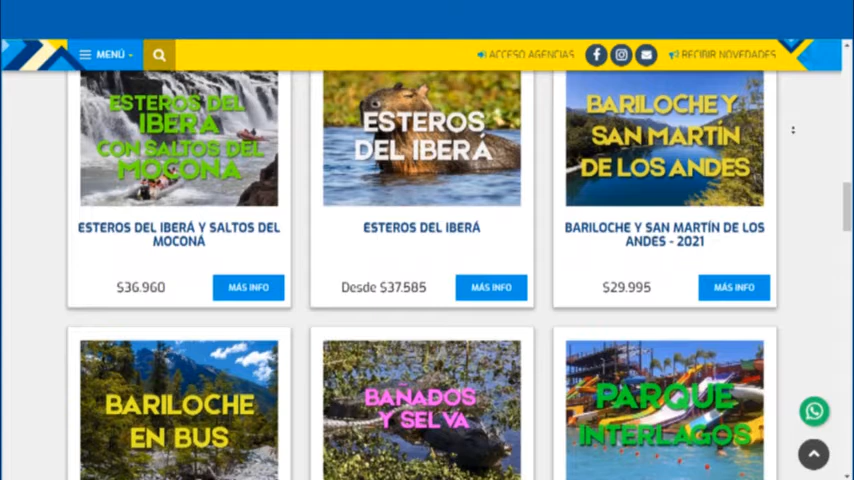 MENÚ
ACCESO AGENCIAS
RECIBIR NOVEDADES
ESTEROS DEL
IBERÁ
CON SALTOS DEL
MOCONÁ
ESTEROS
DEL IBERÁ
BARILOCHE Y
SAN MARTÍN
DE LOS ANDES
ESTEROS DEL IBERÁ Y SALTOS DEL
MOCONÁ
ESTEROS DEL IBERÁ
BARILOCHE Y SAN MARTÍN DE LOS
ANDES - 2021
$36.960
MÁS INFO
Desde $37.585
MÁS INFO
$29.995
MÁS INFO
BARILOCHE
EN BUS
BAÑADOS
Y SELVA
PARQUE
INTERLAGOS